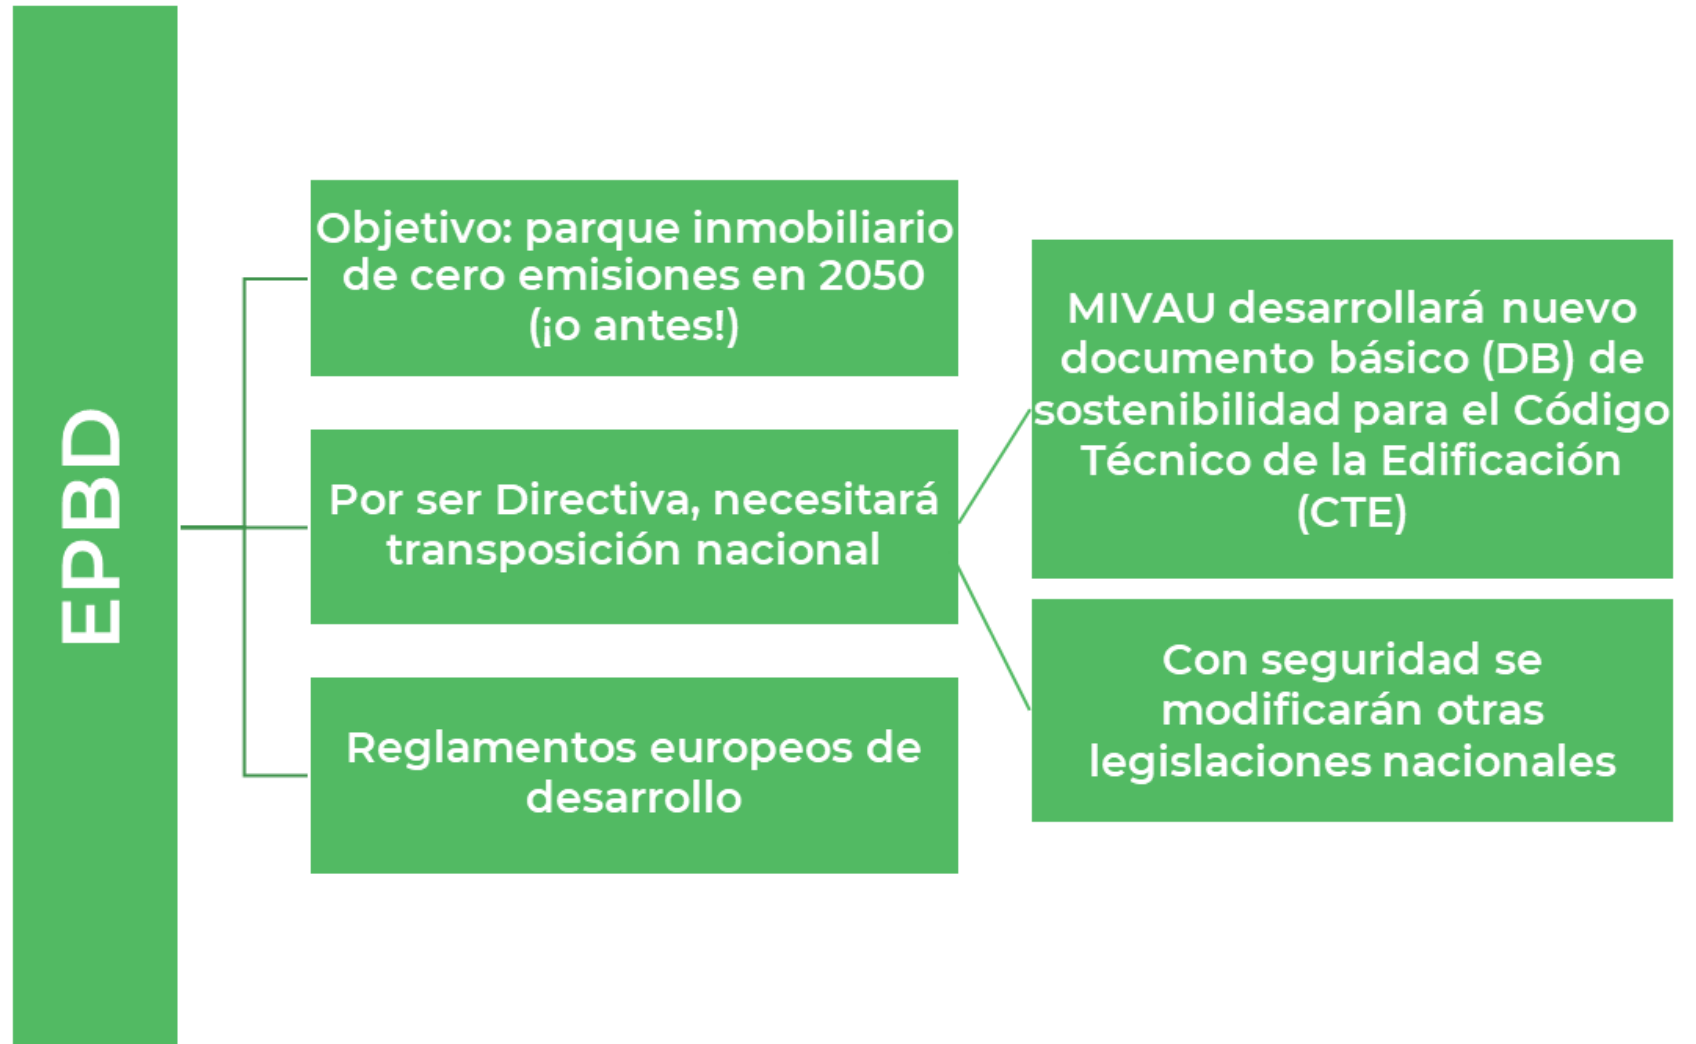 EPBD
Objetivo: parque inmobiliario
de cero emisiones en 2050
(¡o antes!)
Por ser Directiva, necesitará
transposición nacional
Reglamentos europeos de
desarrollo
MIVAU desarrollará nuevo
documento básico (DB) de
sostenibilidad para el Código
Técnico de la Edificación
(CTE)
Con seguridad se
modificarán otras
legislaciones nacionales